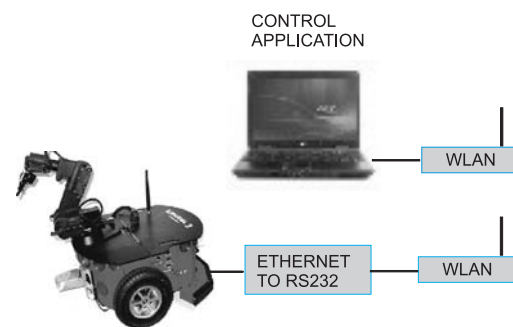 CONTROL
APPLICATION
WLAN
ETHERNET
TO RS232
WLAN